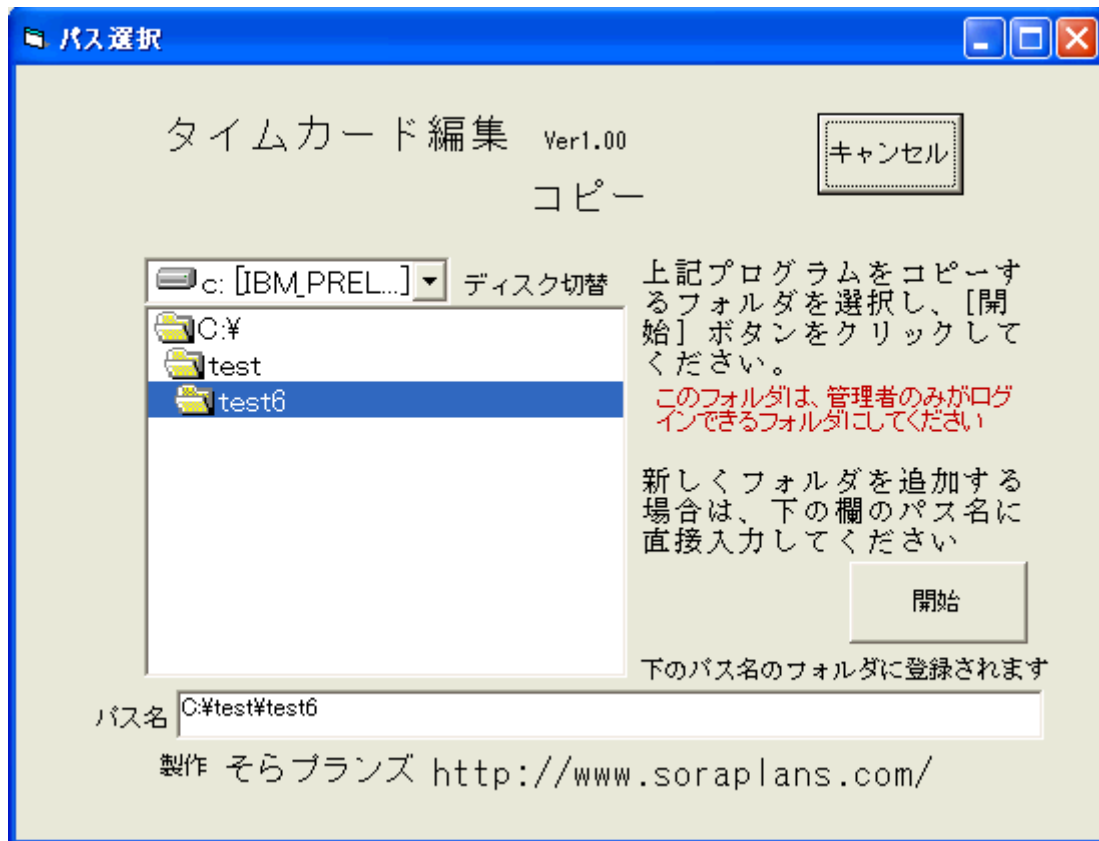 パス選択
タイムカード編集 Ver1.00
コピー
キャンセル
c: [IBM_PREL...]
ディスク切替
C:¥
test
test6
上記プログラムをコピーす
るフォルダを選択し、[開
始] ボタンをクリックして
ください。
このフォルダは、管理者のみがログ
インできるフォルダにしてください
新しくフォルダを追加する
場合は、下の欄のパス名に
直接入力してください
開始
下のパス名のフォルダに登録されます
パス名 C:¥test¥test6
製作 そらプランズ http://www.soraplans.com/